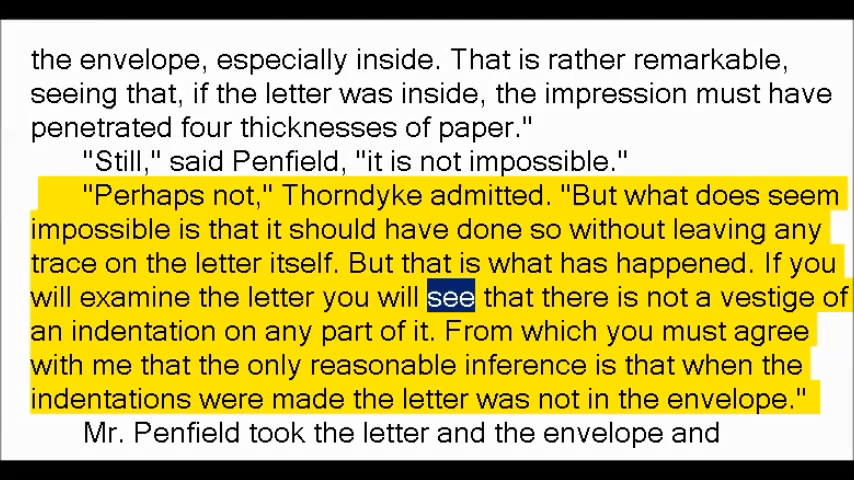 the envelope, especially inside. That is rather remarkable,
seeing that, if the letter was inside, the impression must have
penetrated four thicknesses of paper."
"Still," said Penfield, "it is not impossible."
"Perhaps not," Thorndyke admitted. "But what does seem
impossible is that it should have done so without leaving any
trace on the letter itself. But that is what has happened. If you
will examine the letter you will see that there is not a vestige of
an indentation on any part of it. From which you must agree
with me that the only reasonable inference is that when the
indentations were made the letter was not in the envelope."
Mr. Penfield took the letter and the envelope and